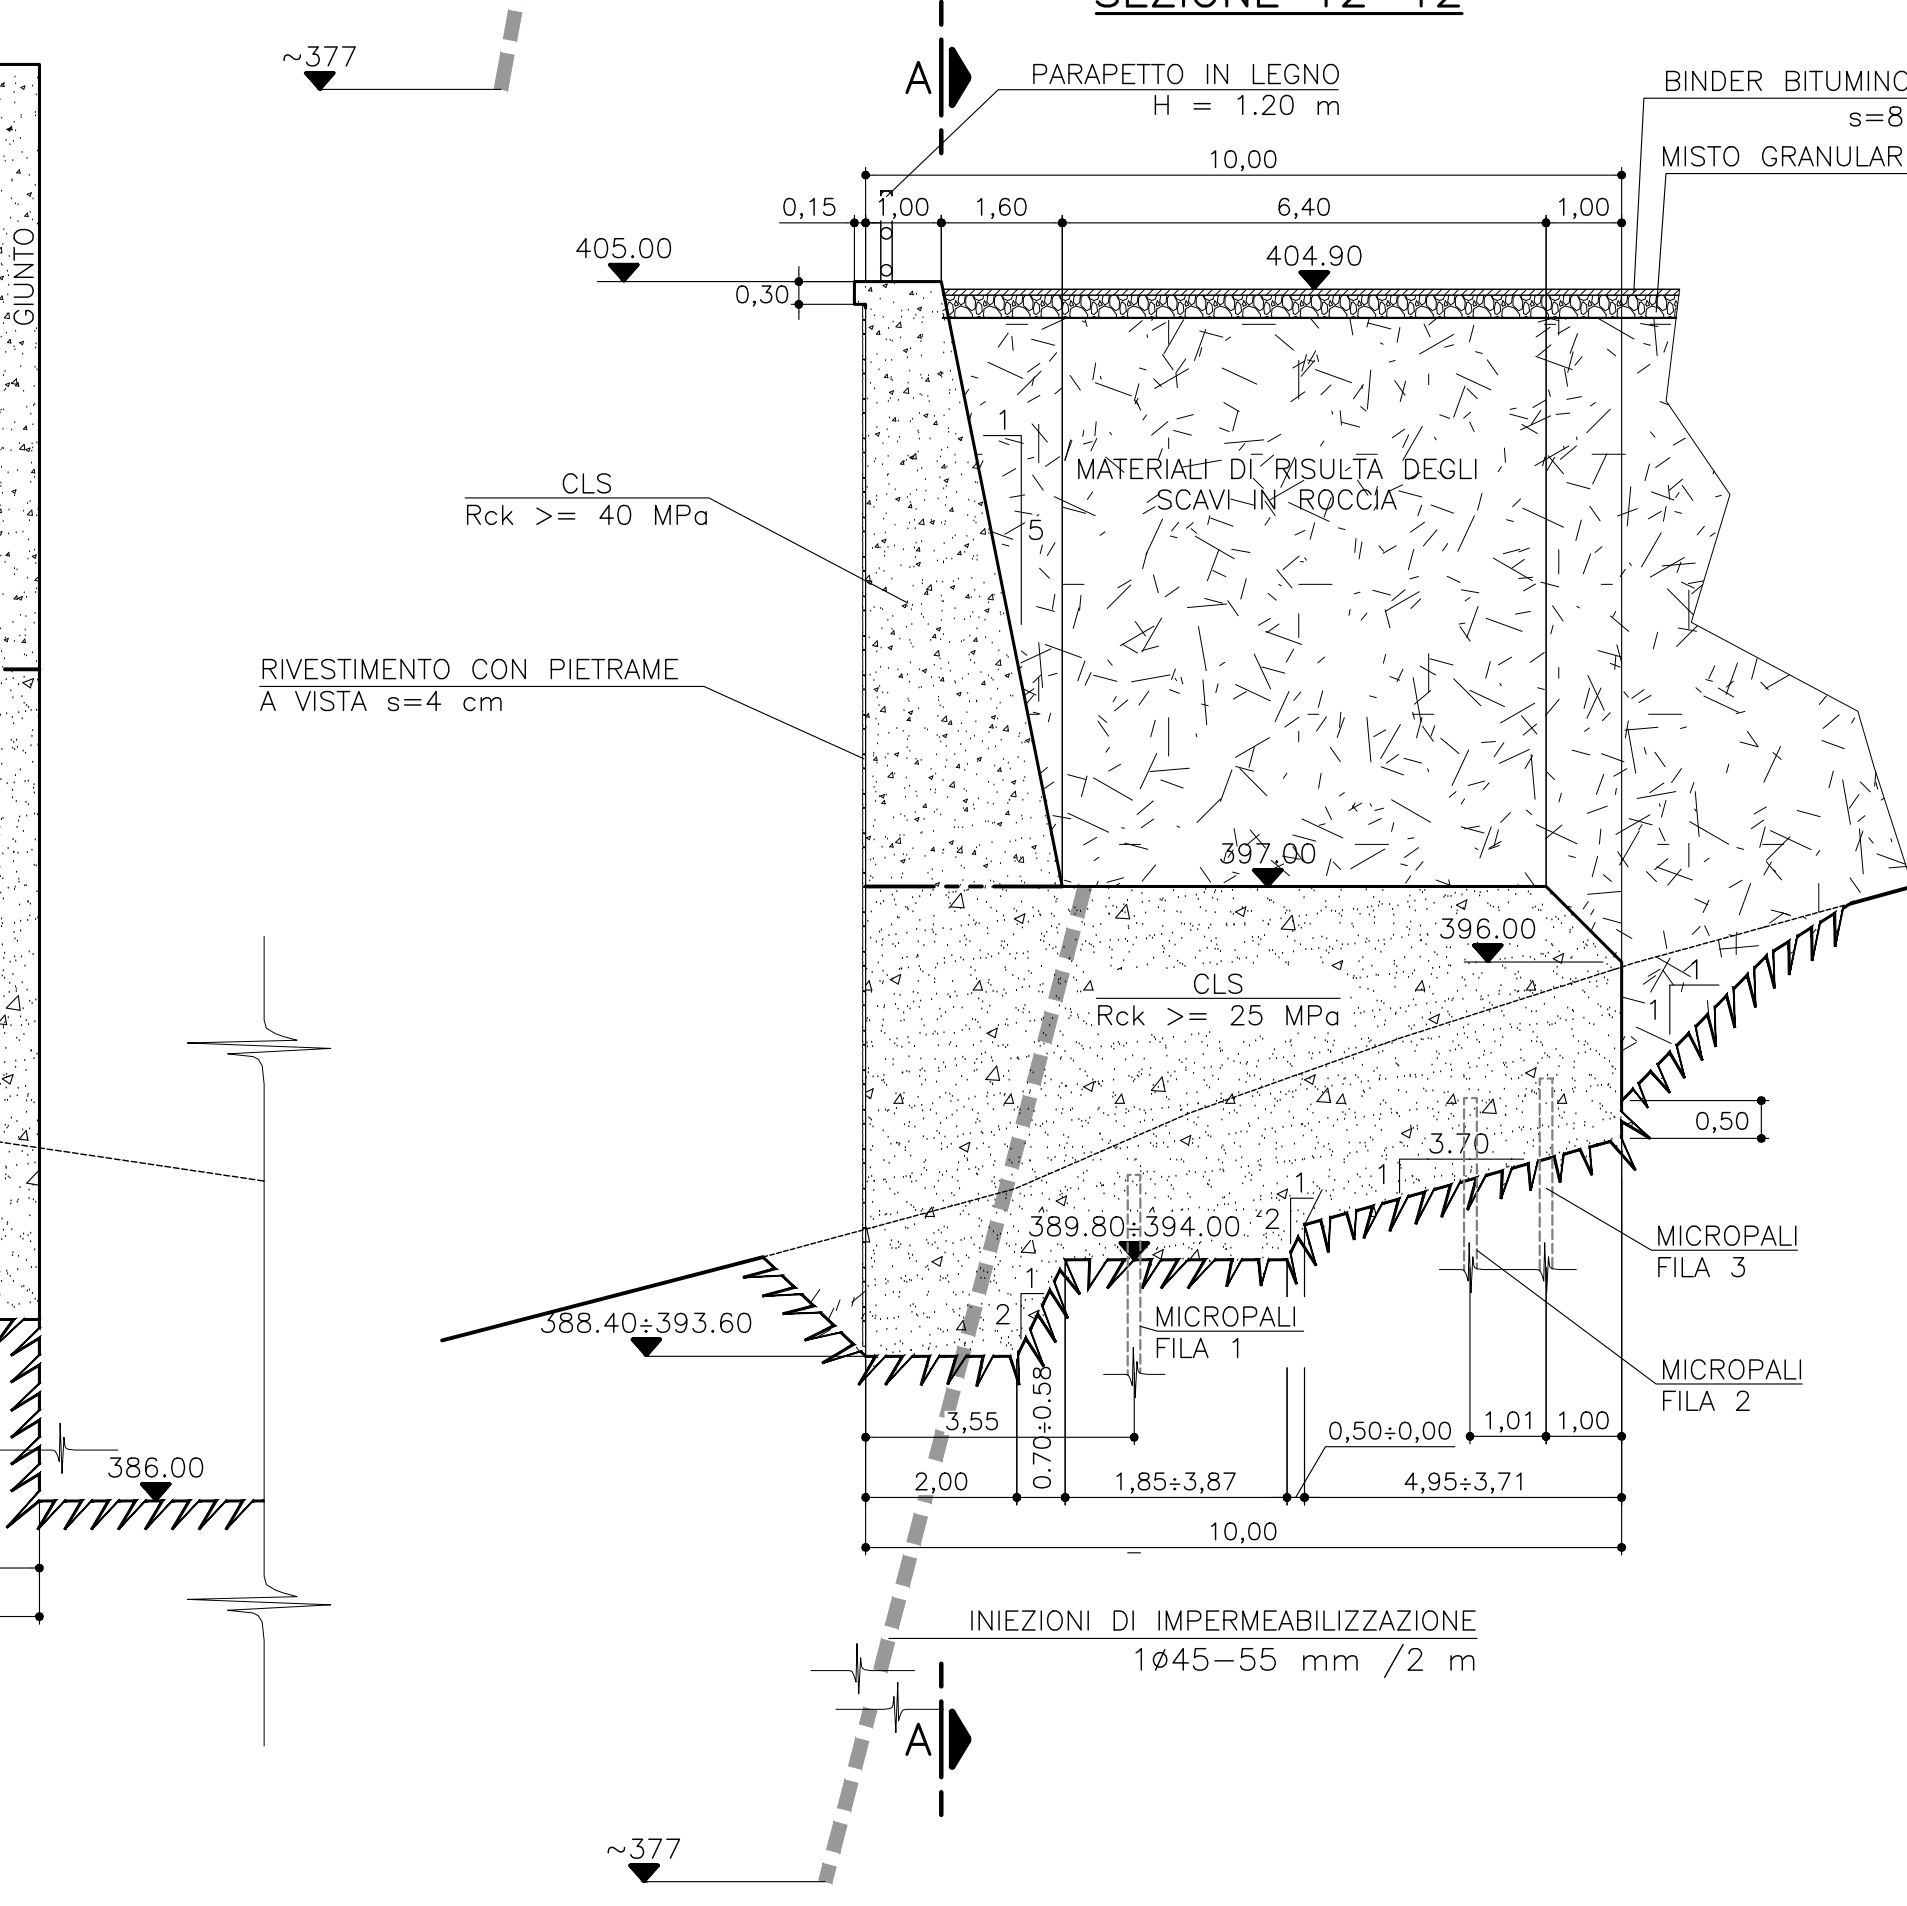 ~377
A
PARAPETTO IN LEGNO
H = 1.20 m
s=8
MISTO GRANULAR
10,00
0,15
1,00
1,60
6,40
1,00
GIUNTO
405.00
404.90
0,30
1
5
MATERIALI DI RISULTA DEGLI
SCAVI IN ROCCIA
CLS
Rck >= 40 MPa
RIVESTIMENTO CON PIETRAME
A VISTA s=4 cm
397.00
396.00
CLS
Rck >= 25 MPa
1
1
0,50
3.70
1
1
2
389.80÷394.00
MICROPALI
FILA 3
1
2
388.40÷393.60
MICROPALI
FILA 1
MICROPALI
FILA 2
3,55
0.70÷0.58
0,50÷0,00
1,01
1,00
386.00
2,00
1,85÷3,87
4,95÷3,71
10,00
INIEZIONI DI IMPERMEABILIZZAZIONE
1ø45-55 mm /2 m
A
~377